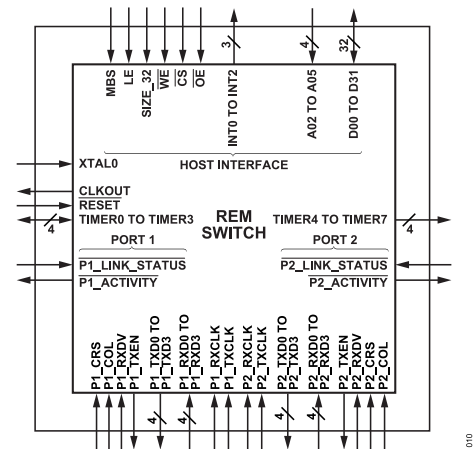 3
4
32
MBS
LE
SIZE_32
WE
CS
OE
INT0 TO INT2
A02 TO A05
D00 TO D31
HOST INTERFACE
XTAL0
CLKOUT
RESET
TIMER0 TO TIMER3
4
REM
SWITCH
TIMER4 TO TIMER7
4
PORT 1
PORT 2
P1_LINK_STATUS
P2_LINK_STATUS
P1_ACTIVITY
P2_ACTIVITY
P1_CRS
P1_COL
P1_RXDV
P1_TXEN
P1_TXD0 TO
P1_TXD3
P1_RXD0 TO
P1_RXD3
P1_RXCLK
P1_TXCLK
P2_RXCLK
P2_TXCLK
P2_TXD0 TO
P2_TXD3
P2_RXD0 TO
P2_RXD3
P2_TXEN
P2_RXDV
P2_CRS
P2_COL
4
4
4
4
010